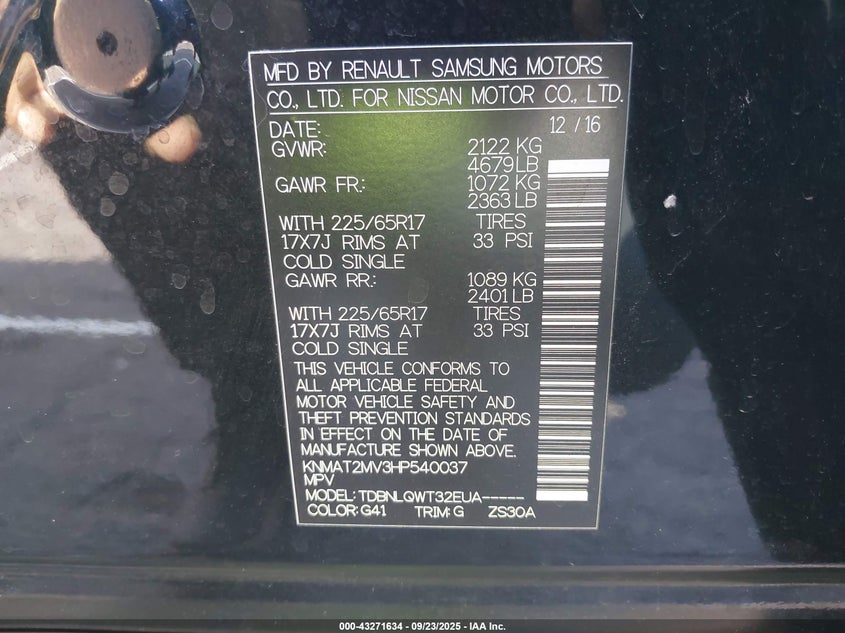 MFD BY RENAULT SAMSUNG MOTORS
CO., LTD. FOR NISSAN MOTOR CO., LTD.
DATE: 12 / 16
GVWR: 2122 KG
4679 LB
GAWR FR: 1072 KG
2363 LB
WITH 225/65R17 TIRES
17X7J RIMS AT 33 PSI
COLD SINGLE
GAWR RR: 1089 KG
2401 LB
WITH 225/65R17 TIRES
17X7J RIMS AT 33 PSI
COLD SINGLE
THIS VEHICLE CONFORMS TO
ALL APPLICABLE FEDERAL
MOTOR VEHICLE SAFETY AND
THEFT PREVENTION STANDARDS
IN EFFECT ON THE DATE OF
MANUFACTURE SHOWN ABOVE.
KNMAT2MV3HP540037
MPV
MODEL: TDBNLQWT32EUA-----
COLOR: G41 TRIM: G ZS30A
000-43271634 - 09/23/2025 - IAA Inc.